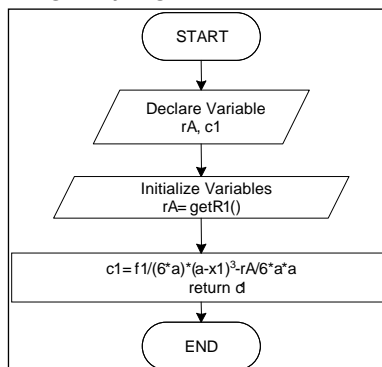 START
Declare Variable
rA, c1
Initialize Variables
rA= getR1()
c1= f1/(6*a)*(a-x1)³-rA/6*a*a
return c1
END